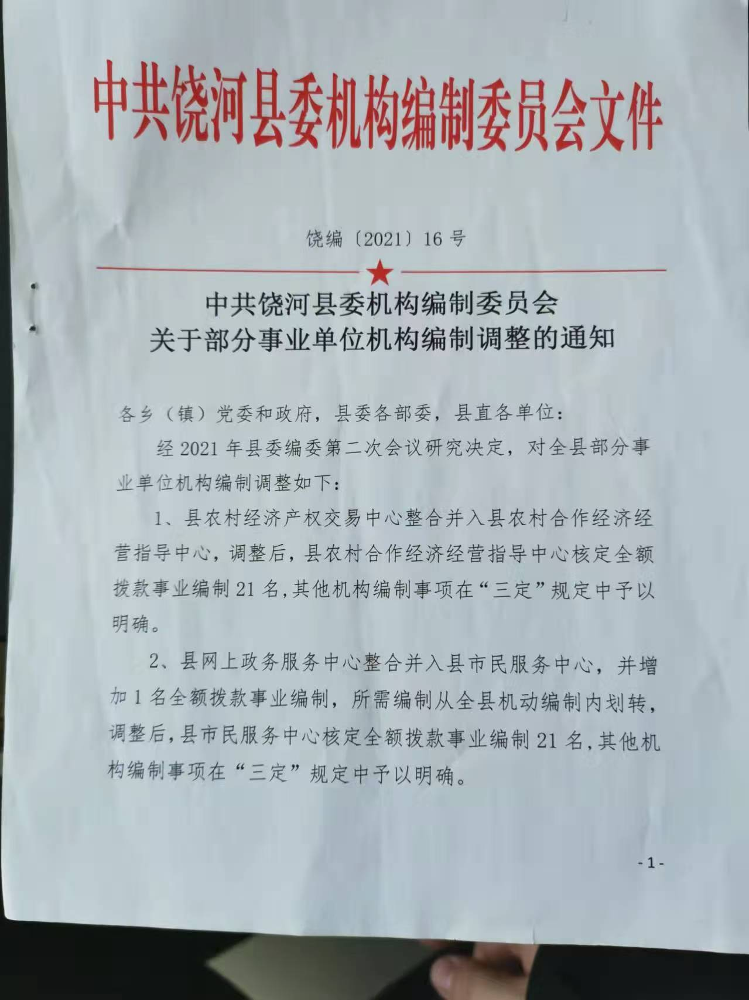 中共饶河县委机构编制委员会文件
饶编〔2021〕16号
中共饶河县委机构编制委员会
关于部分事业单位机构编制调整的通知
各乡（镇）党委和政府，县委各部委，县直各单位：
经2021年县委编委第二次会议研究决定，对全县部分事
业单位机构编制调整如下：
1、县农村经济产权交易中心整合并入县农村合作经济经
营指导中心，调整后，县农村合作经济经营指导中心核定全额
拨款事业编制21名,其他机构编制事项在“三定”规定中予以
明确。
2、县网上政务服务中心整合并入县市民服务中心，并增
加1名全额拨款事业编制，所需编制从全县机动编制内划转，
调整后,县市民服务中心核定全额拨款事业编制21名,其他机
构编制事项在“三定”规定中予以明确。
-1-